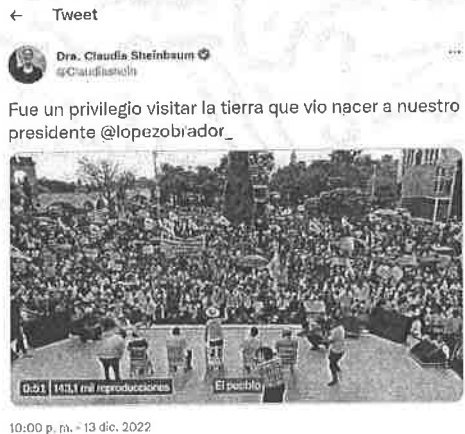 Tweet
Dra. Claudia Sheinbaum
@Claudiashein
Fue un privilegio visitar la tierra que vio nacer a nuestro
presidente @lopezobrador_
0:51 143,1 mil reproducciones
El pueblo
10:00 p. m. - 13 dic. 2022